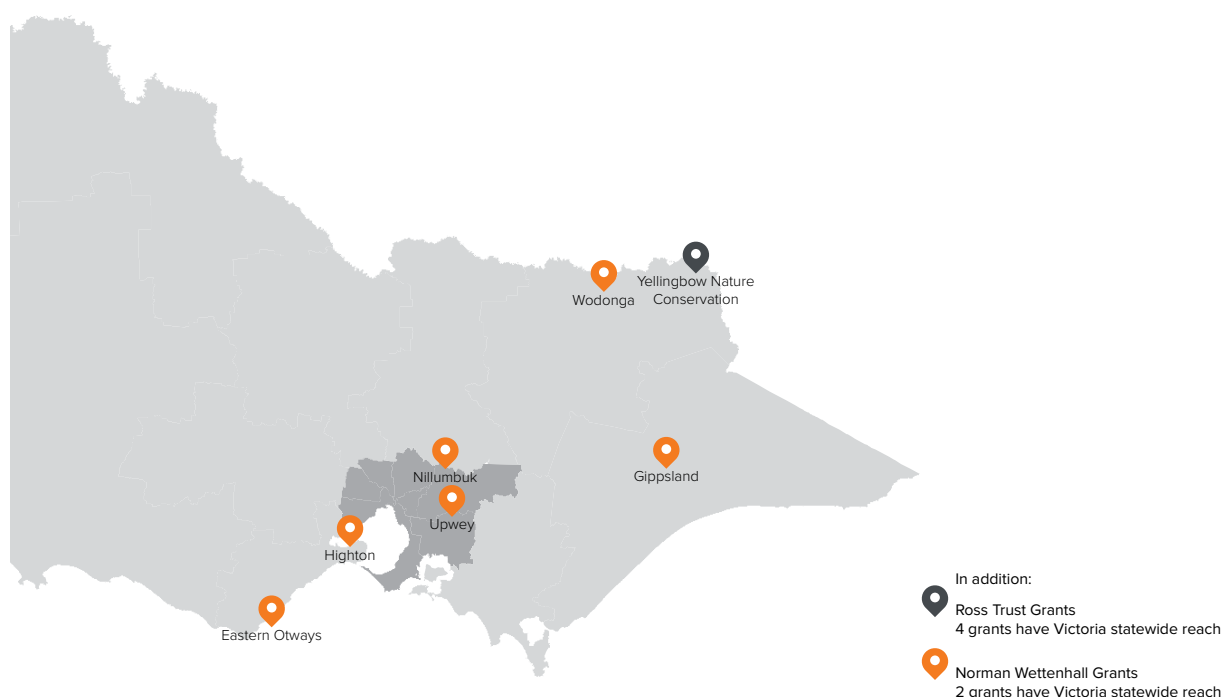 Wodonga
Yellingbow Nature
Conservation
Nillumbuk
Gippsland
Upwey
Highton
Eastern Otways
In addition:
Ross Trust Grants
4 grants have Victoria statewide reach
Norman Wettenhall Grants
2 grants have Victoria statewide reach